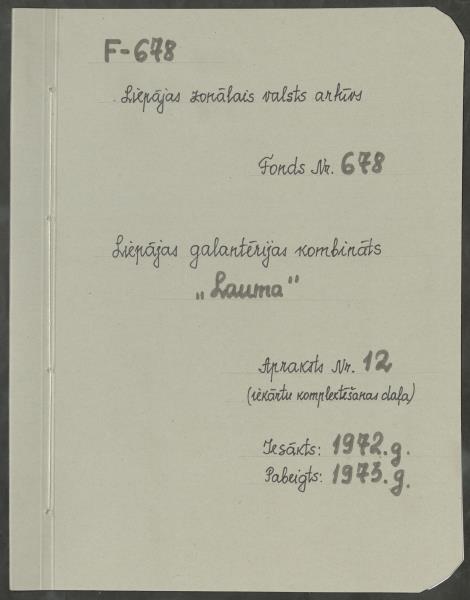 F-678
Liepājas zonālais valsts arhīvs
Fonds Nr. 678
Liepājas galantērijas kombināts
„Lauma"
Apraksts Nr. 12
(iekārtu komplektēšanas daļa)
Iesākts: 1972.g.
Pabeigts: 1973.g.